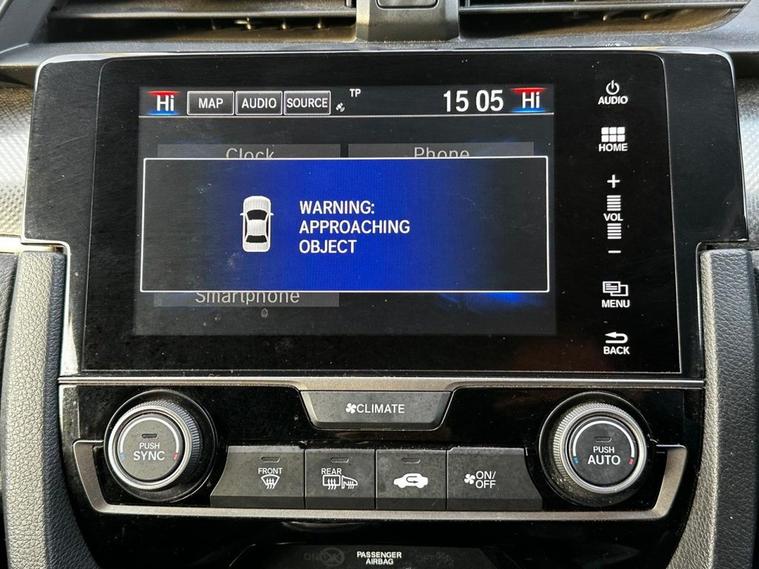 Hi MAP AUDIO SOURCE TP 15 05 Hi
AUDIO
HOME
Clock Phone
WARNING:
APPROACHING
OBJECT
+
VOL
−
Smartphone
MENU
BACK
CLIMATE
PUSH
SYNC
FRONT
REAR
ON/
OFF
PUSH
AUTO
PASSENGER
AIRBAG